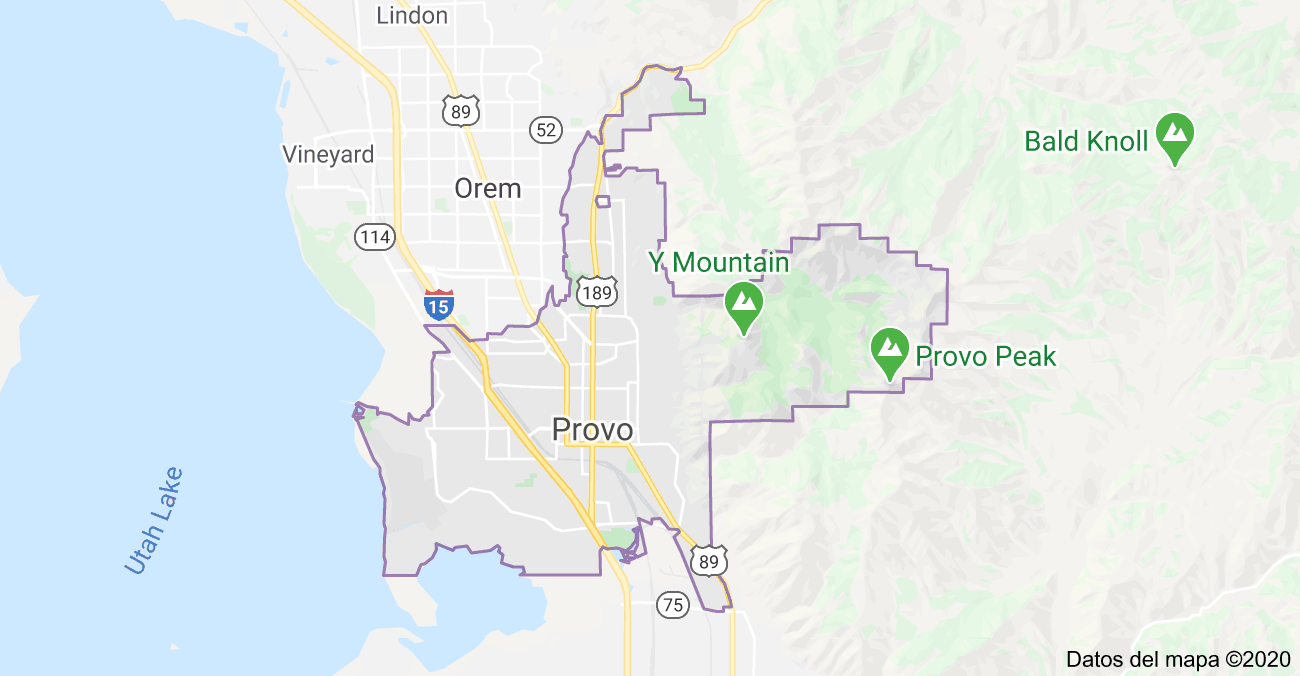 Lindon
89
52
Bald Knoll
Vineyard
Orem
114
Y Mountain
189
15
Provo Peak
Provo
Utah Lake
89
75
Datos del mapa ©2020